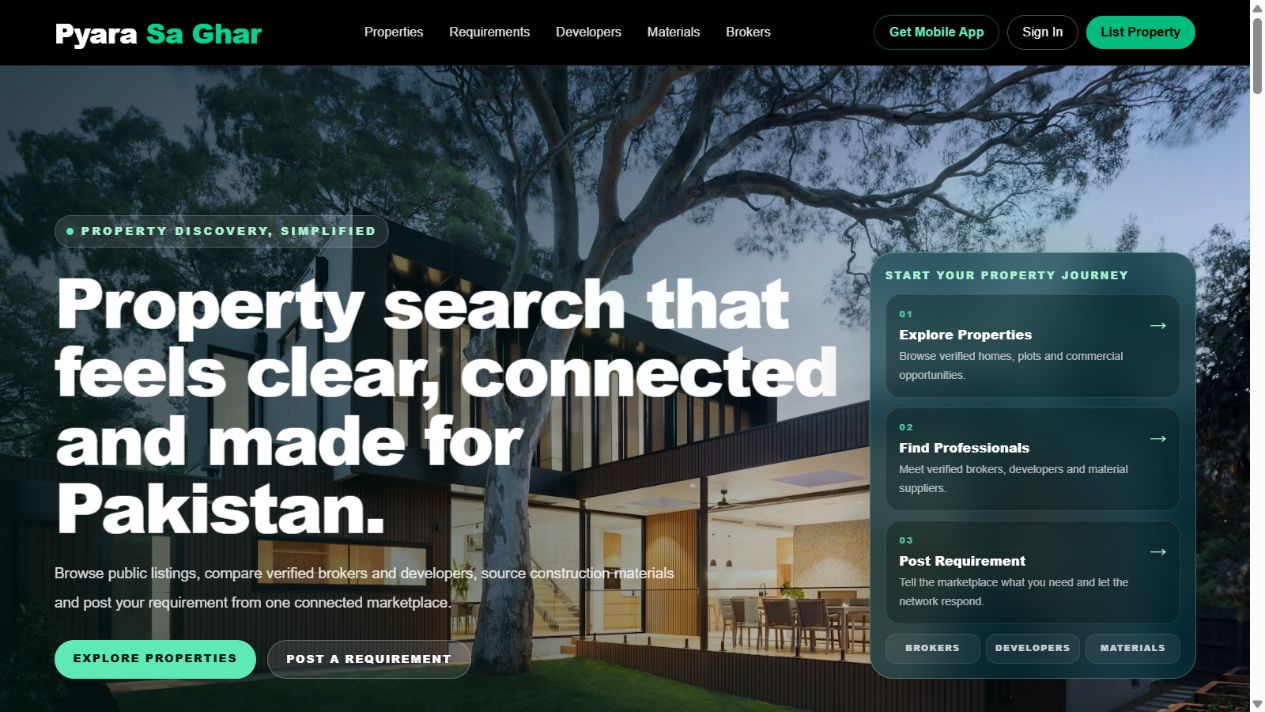 Pyara Sa Ghar
Properties
Requirements
Developers
Materials
Brokers
Get Mobile App
Sign In
List Property
PROPERTY DISCOVERY, SIMPLIFIED
Property search that
feels clear, connected
and made for
Pakistan.
Browse public listings, compare verified brokers and developers, source construction materials
and post your requirement from one connected marketplace.
EXPLORE PROPERTIES
POST A REQUIREMENT
START YOUR PROPERTY JOURNEY
01
Explore Properties
→
Browse verified homes, plots and commercial
opportunities.
02
Find Professionals
→
Meet verified brokers, developers and material
suppliers.
03
Post Requirement
→
Tell the marketplace what you need and let the
network respond.
BROKERS
DEVELOPERS
MATERIALS